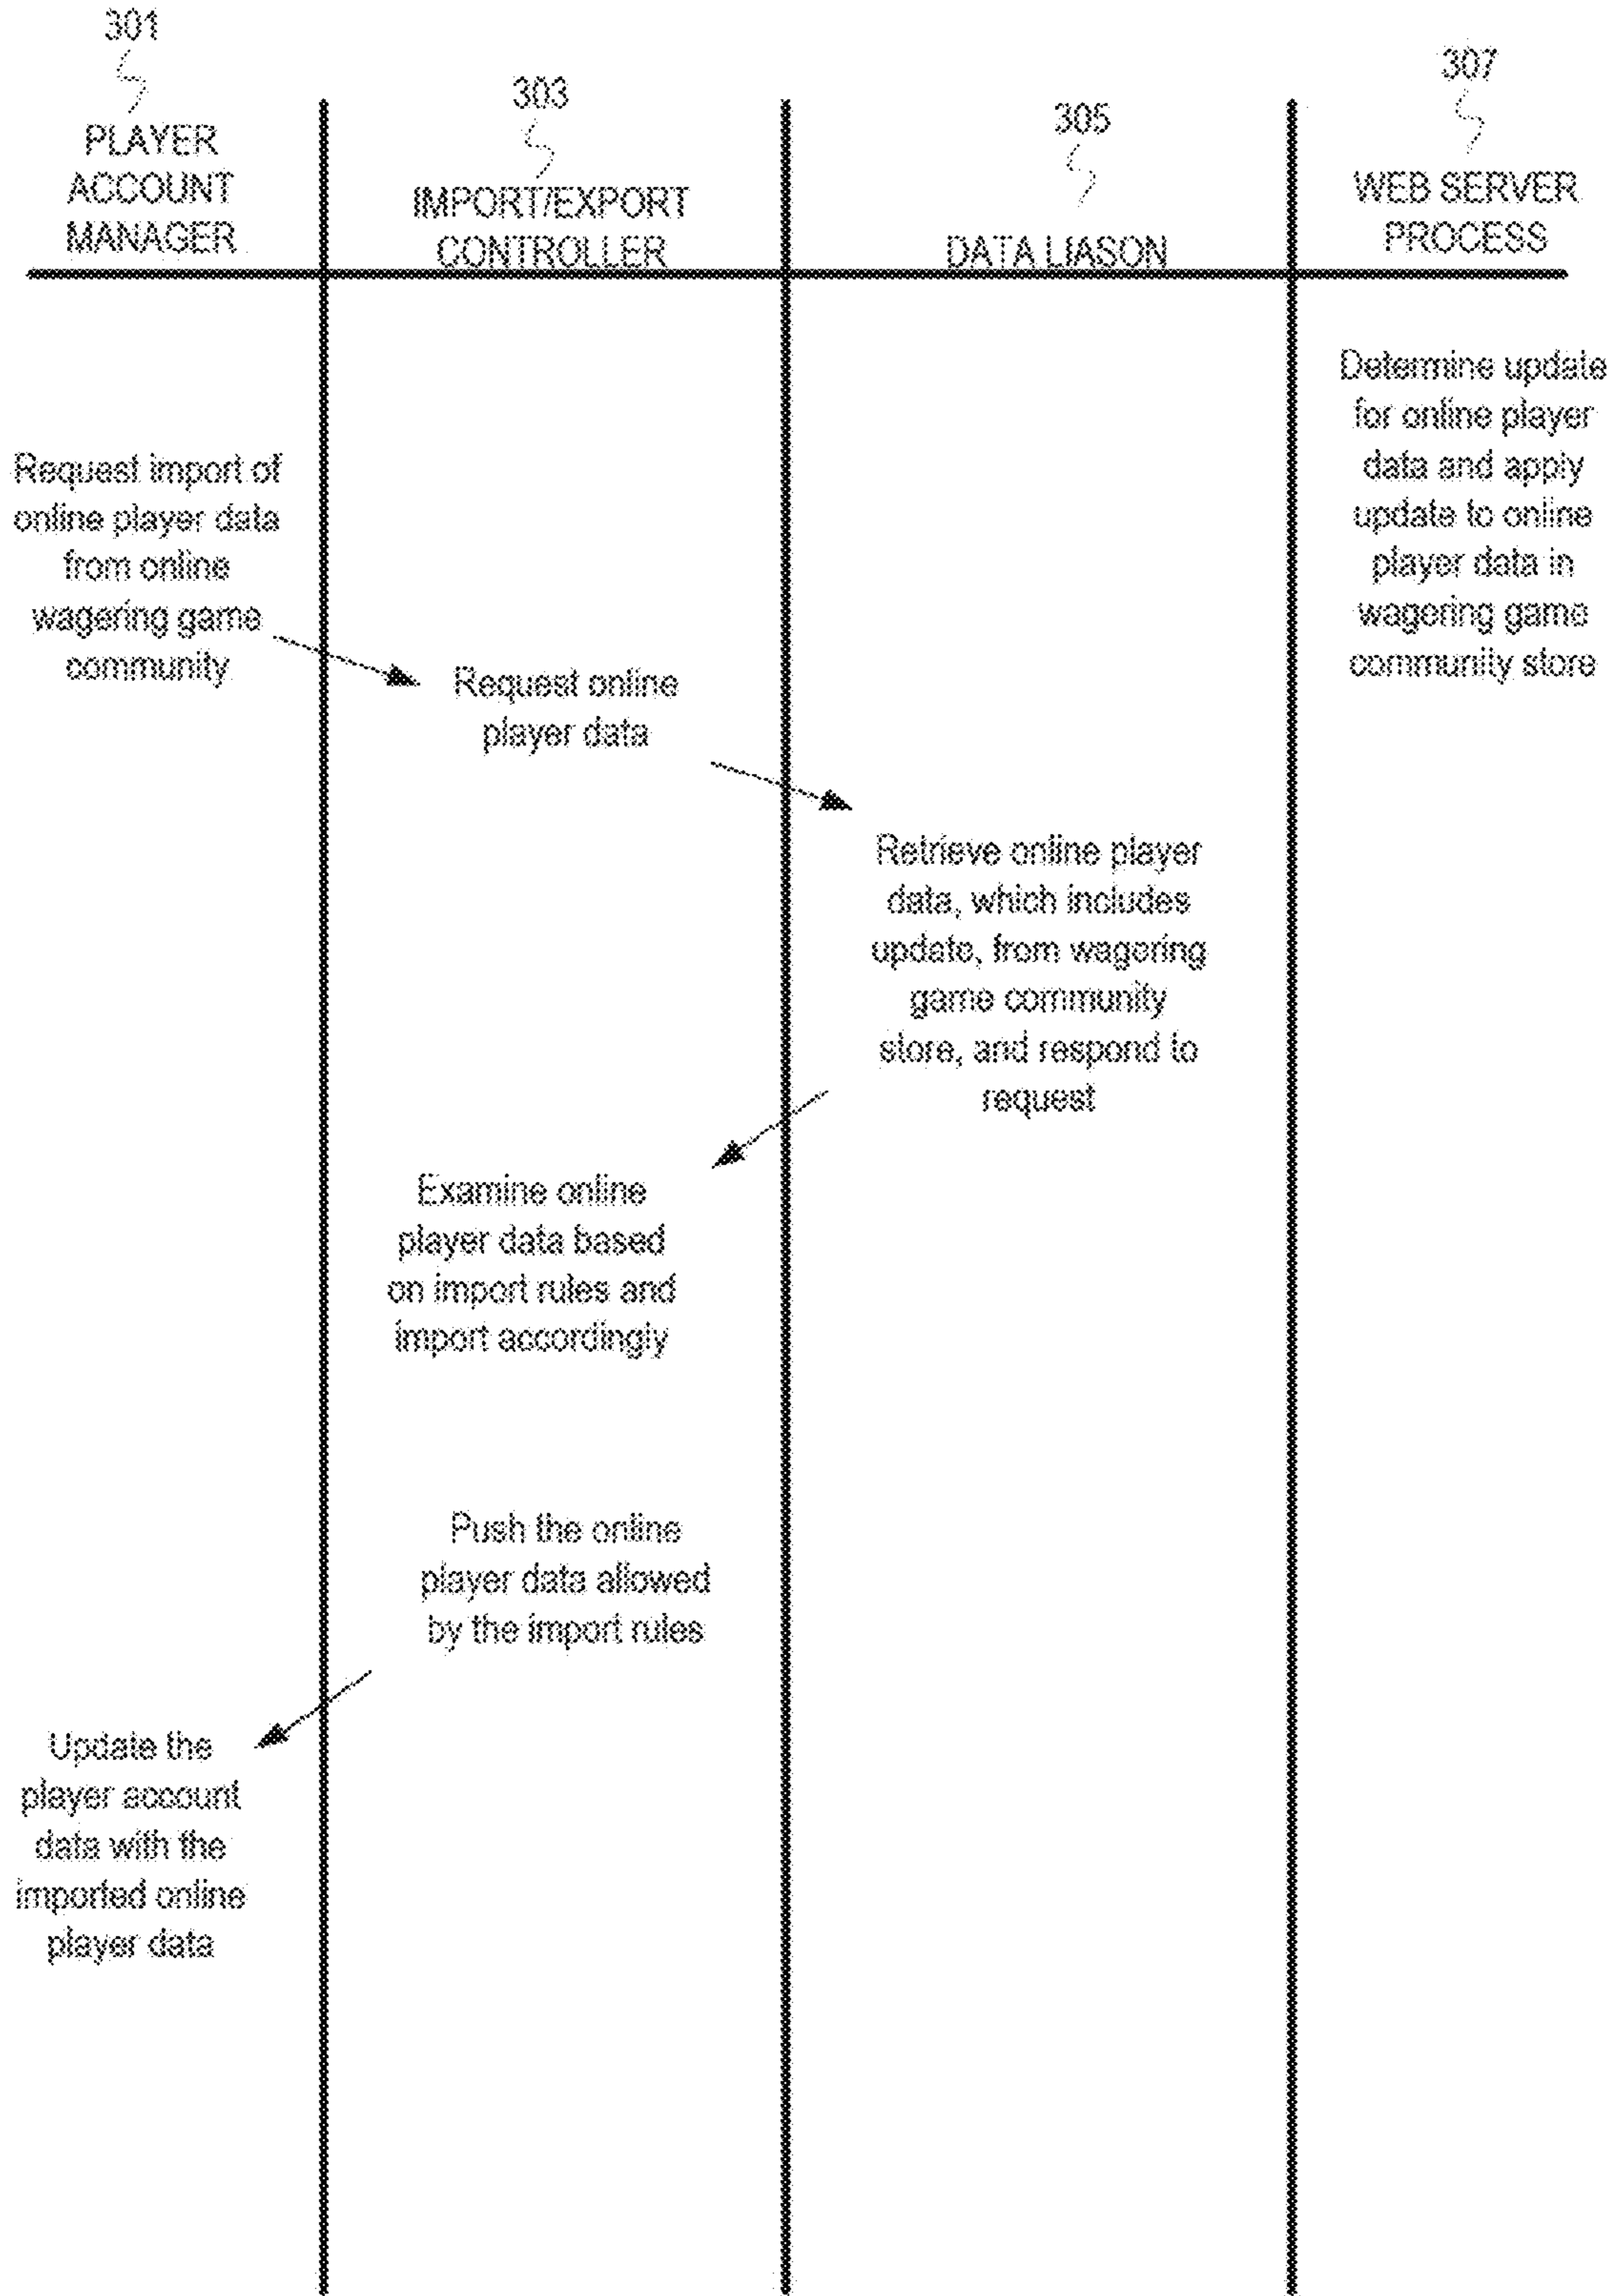 301
PLAYER
ACCOUNT
MANAGER
303
IMPORT/EXPORT
CONTROLLER
305
DATA LIASON
307
WEB SERVER
PROCESS
Determine update
for online player
data and apply
update to online
player data in
wagering game
community store
Request import of
online player data
from online
wagering game
community
Request online
player data
Retrieve online player
data, which includes
update, from wagering
game community
store, and respond to
request
Examine online
player data based
on import rules and
import accordingly
Push the online
player data allowed
by the import rules
Update the
player account
data with the
imported online
player data